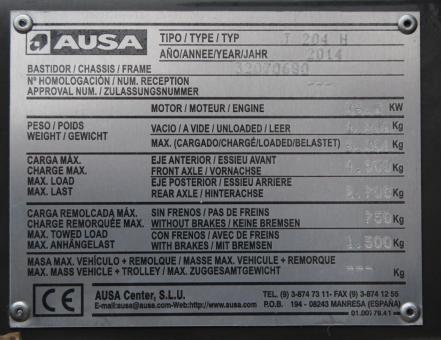 AUSA
TIPO / TYPE / TYP T 204 H
AÑO/ANNEE/YEAR/JAHR 2014
BASTIDOR / CHASSIS / FRAME 32070680
Nº HOMOLOGACIÓN / NUM. RECEPTION
APPROVAL NUM. / ZULASSUNGSNUMMER ---
MOTOR / MOTEUR / ENGINE KW
PESO / POIDS
WEIGHT / GEWICHT
VACIO / A VIDE / UNLOADED / LEER Kg
MAX. (CARGADO/CHARGÉ/LOADED/BELASTET) Kg
CARGA MÁX.
CHARGE MAX.
MAX. LOAD
MAX. LAST
EJE ANTERIOR / ESSIEU AVANT
FRONT AXLE / VORNACHSE Kg
EJE POSTERIOR / ESSIEU ARRIERE
REAR AXLE / HINTERACHSE Kg
CARGA REMOLCADA MÁX.
CHARGE REMORQUÉE MAX.
MAX. TOWED LOAD
MAX. ANHÄNGELAST
SIN FRENOS / PAS DE FREINS
WITHOUT BRAKES / KEINE BREMSEN 750 Kg
CON FRENOS / AVEC DE FREINS
WITH BRAKES / MIT BREMSEN 1.500 Kg
MASA MAX. VEHÍCULO + REMOLQUE / MASSE MAX. VEHICULE + REMORQUE
MAX. MASS VEHICLE + TROLLEY / MAX. ZUGGESAMTGEWICHT --- Kg
CE
AUSA Center, S.L.U.
E-mail:ausa@ausa.com-Web:http://www.ausa.com
TEL. (9) 3-874 73 11- FAX (9) 3-874 12 55
P.O.B. 194 - 08243 MANRESA (ESPAÑA)
01.00778.41